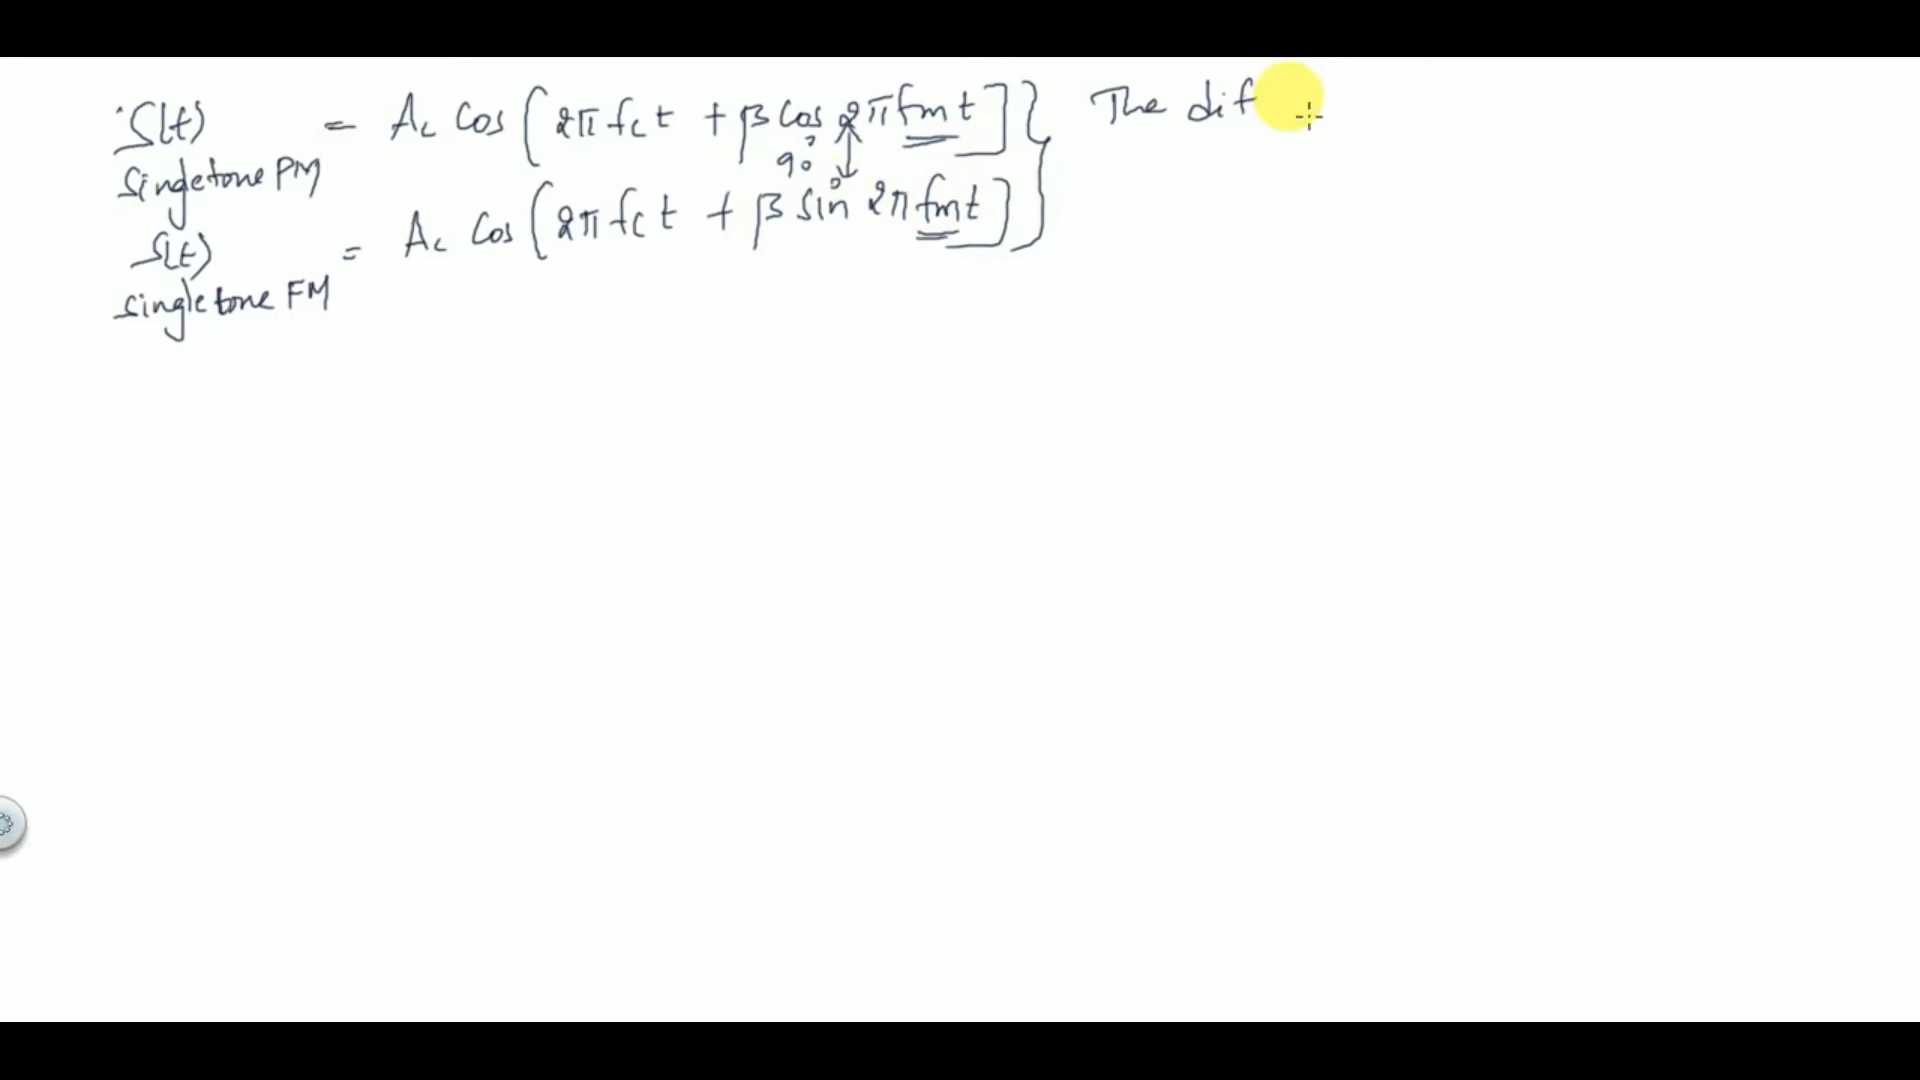 S(t) = Ac Cos [2π fc t + β Cos 2π fm t] } The dif
singletone PM
90°
S(t) = Ac Cos [2π fc t + β Sin 2π fm t]
singletone FM